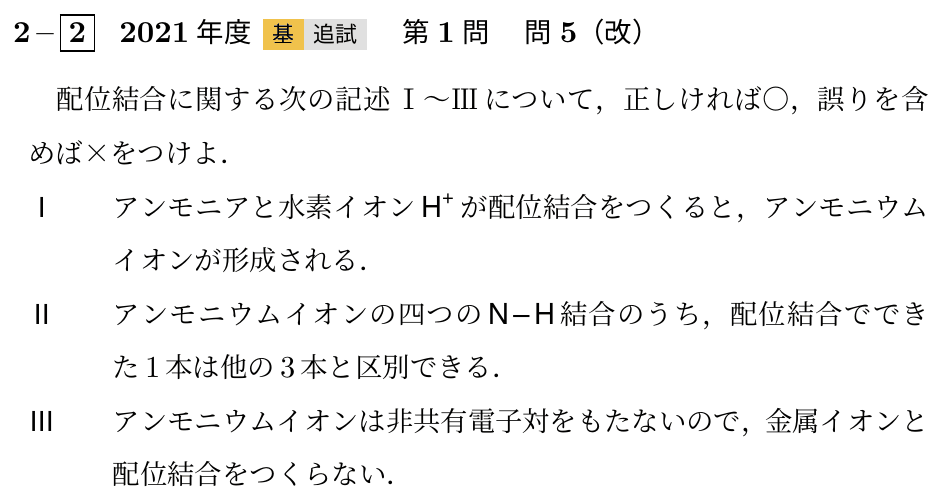 2－2 2021年度 基 追試 第1問 問5（改）
配位結合に関する次の記述Ⅰ～Ⅲについて，正しければ○，誤りを含
めば×をつけよ．
Ⅰ アンモニアと水素イオンH⁺が配位結合をつくると，アンモニウム
イオンが形成される．
Ⅱ アンモニウムイオンの四つのN－H結合のうち，配位結合ででき
た1本は他の3本と区別できる．
Ⅲ アンモニウムイオンは非共有電子対をもたないので，金属イオンと
配位結合をつくらない．